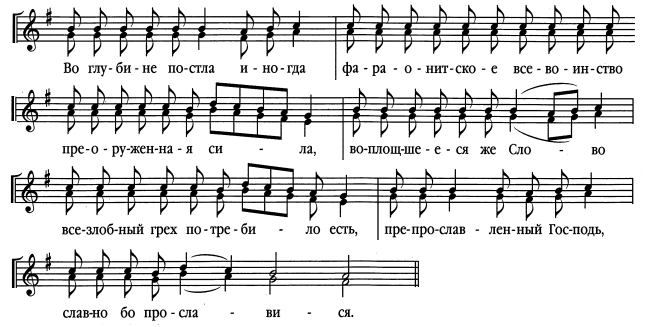 Во глу-би-не по-стла и-но-гда фа-ра-о-нит-ско-е все-во-ин-ство
пре-о-ру-жен-на-я си-ла, во-площ-ше-е-ся же Сло-во
все-злоб-ный грех по-тре-би-ло есть, пре-про-слав-лен-ный Гос-подь,
слав-но бо про-сла-ви-ся.